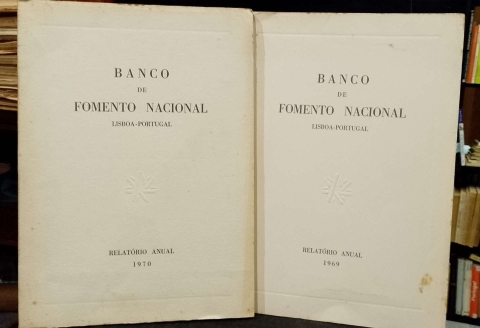 BANCO
DE
FOMENTO NACIONAL
LISBOA-PORTUGAL
RELATÓRIO ANUAL
1970
BANCO
DE
FOMENTO NACIONAL
LISBOA-PORTUGAL
RELATÓRIO ANUAL
1969